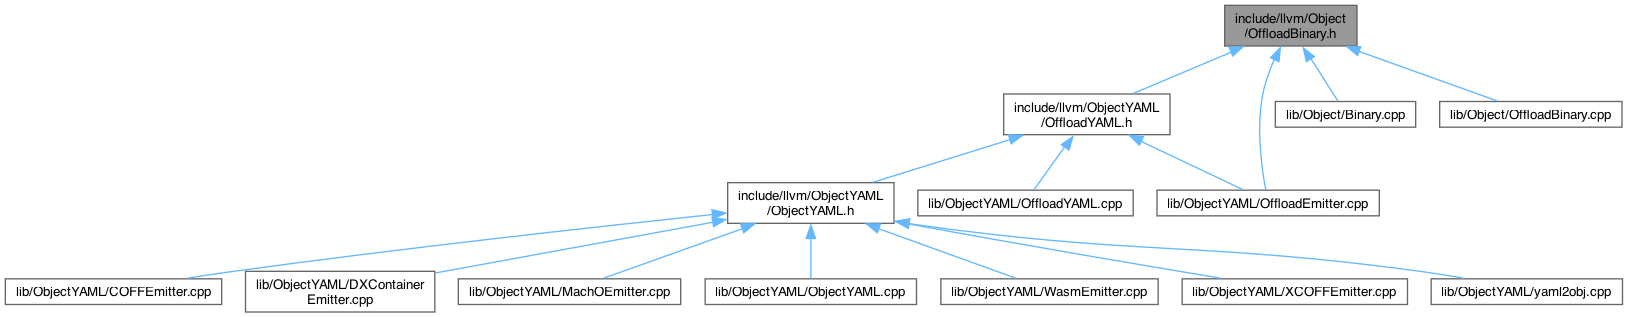 include/llvm/Object
/OffloadBinary.h
include/llvm/ObjectYAML
/OffloadYAML.h
lib/Object/Binary.cpp
lib/Object/OffloadBinary.cpp
include/llvm/ObjectYAML
/ObjectYAML.h
lib/ObjectYAML/OffloadYAML.cpp
lib/ObjectYAML/OffloadEmitter.cpp
lib/ObjectYAML/COFFEmitter.cpp
lib/ObjectYAML/DXContainer
Emitter.cpp
lib/ObjectYAML/MachOEmitter.cpp
lib/ObjectYAML/ObjectYAML.cpp
lib/ObjectYAML/WasmEmitter.cpp
lib/ObjectYAML/XCOFFEmitter.cpp
lib/ObjectYAML/yaml2obj.cpp